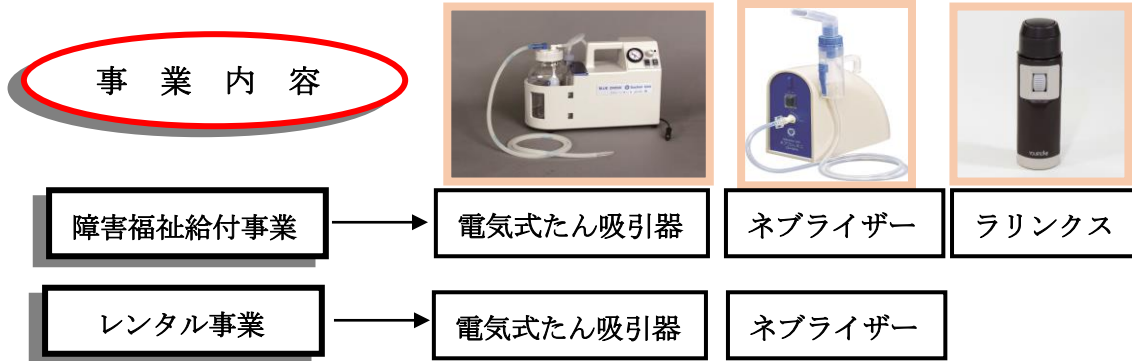 事 業 内 容
障害福祉給付事業
電気式たん吸引器
ネブライザー
ラリンクス
レンタル事業
電気式たん吸引器
ネブライザー